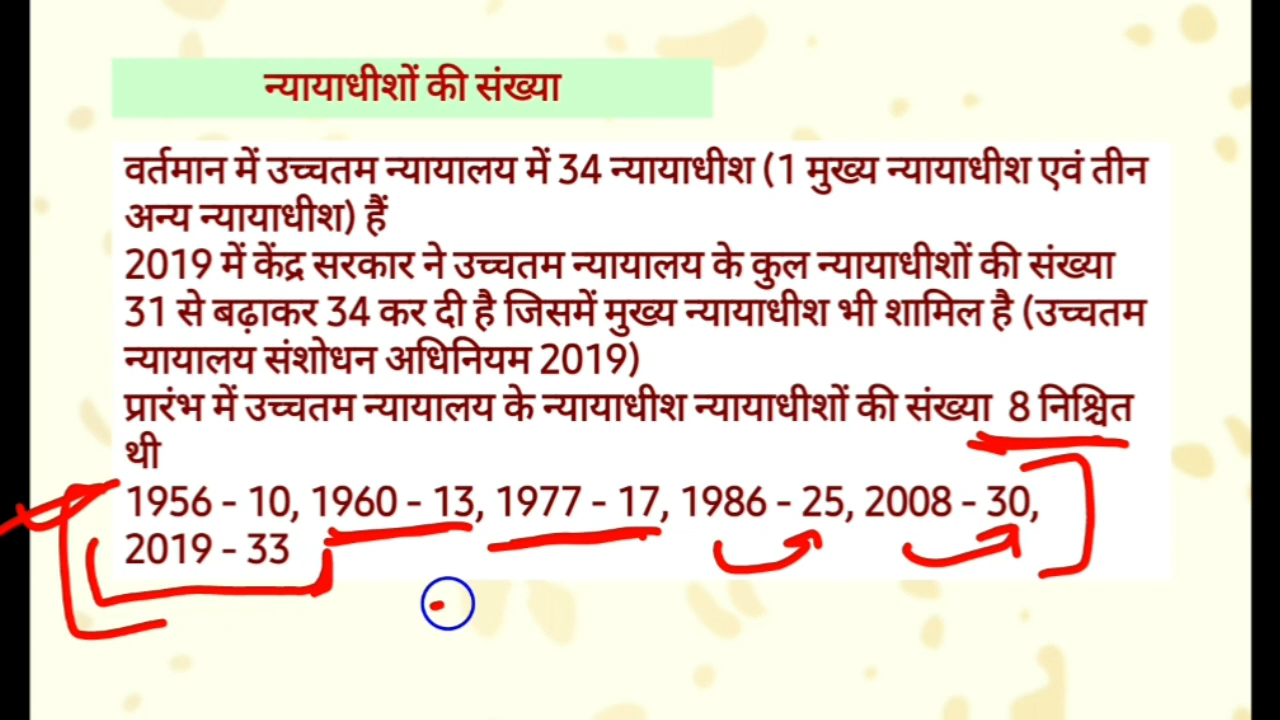 न्यायाधीशों की संख्या
वर्तमान में उच्चतम न्यायालय में 34 न्यायाधीश (1 मुख्य न्यायाधीश एवं तीन
अन्य न्यायाधीश) हैं
2019 में केंद्र सरकार ने उच्चतम न्यायालय के कुल न्यायाधीशों की संख्या
31 से बढ़ाकर 34 कर दी है जिसमें मुख्य न्यायाधीश भी शामिल है (उच्चतम
न्यायालय संशोधन अधिनियम 2019)
प्रारंभ में उच्चतम न्यायालय के न्यायाधीश न्यायाधीशों की संख्या 8 निश्चित
थी
1956 - 10, 1960 - 13, 1977 - 17, 1986 - 25, 2008 - 30,
2019 - 33